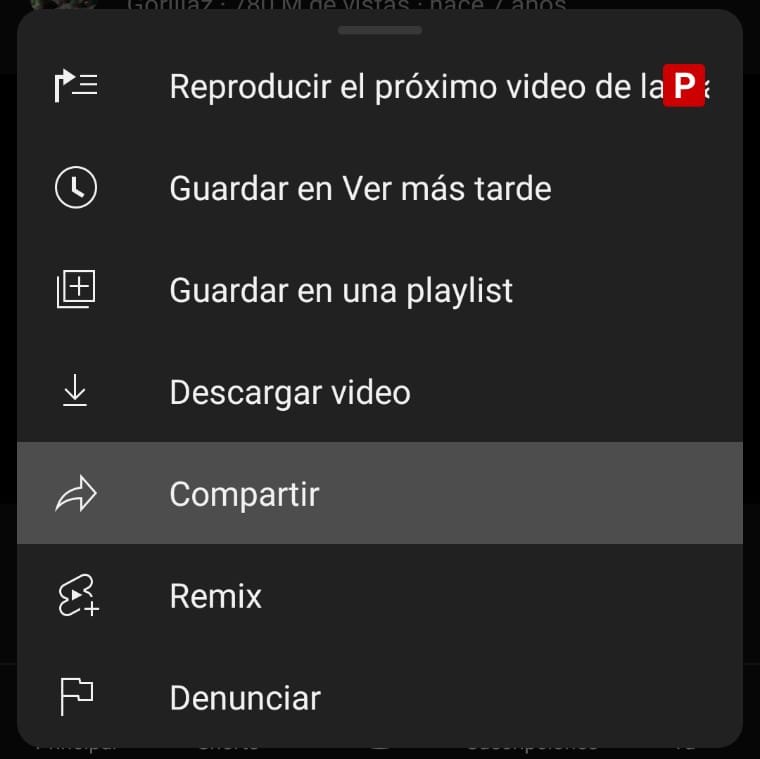 Gorillaz · 780 M de vistas · hace 7 años
Reproducir el próximo video de la
P
Guardar en Ver más tarde
Guardar en una playlist
Descargar video
Compartir
Remix
Denunciar
Principal Shorts Suscripciones Tú